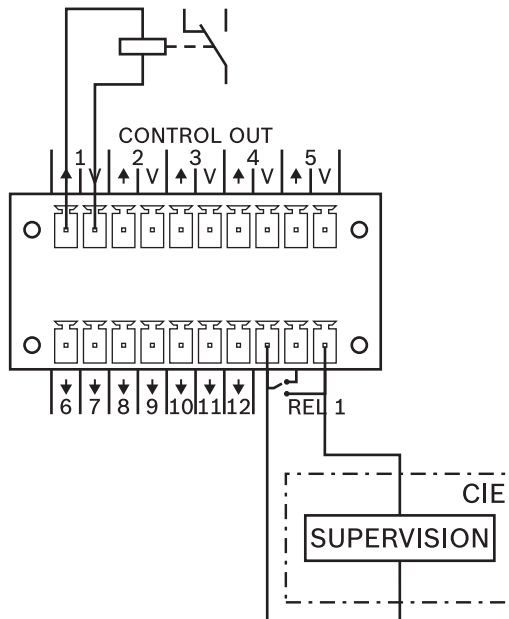 CONTROL OUT
1 2 3 4 5
V V V V V
6 7 8 9 10 11 12
REL 1
CIE
SUPERVISION